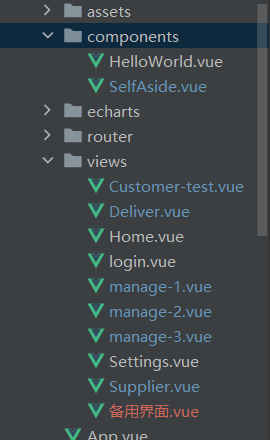 assets
components
HelloWorld.vue
SelfAside.vue
echarts
router
views
Customer-test.vue
Deliver.vue
Home.vue
login.vue
manage-1.vue
manage-2.vue
manage-3.vue
Settings.vue
Supplier.vue
备用界面.vue
App.vue